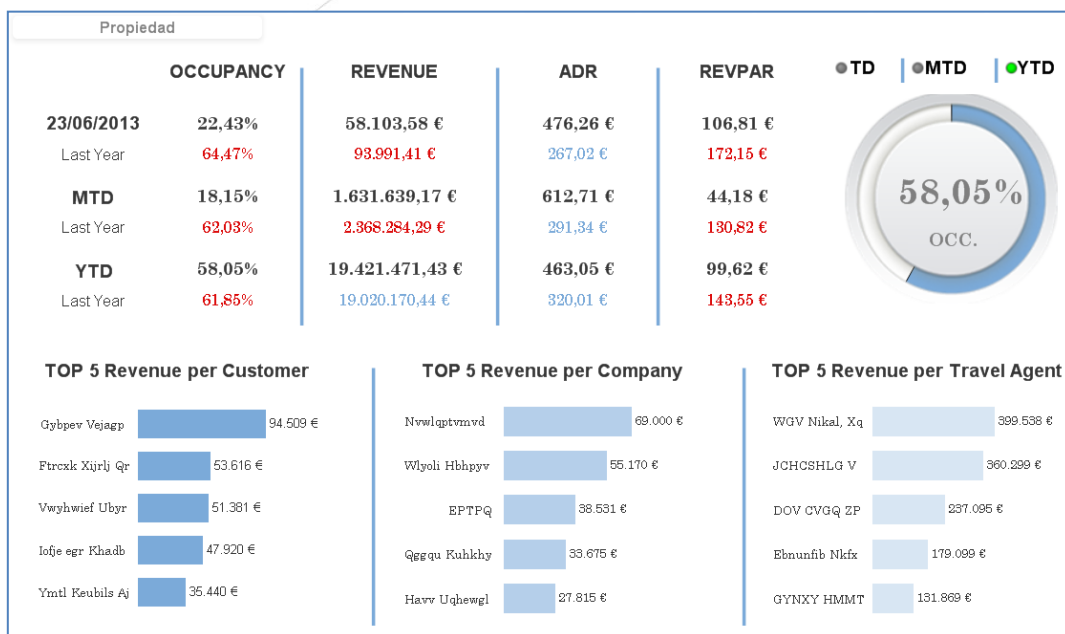 Propiedad
OCCUPANCY REVENUE ADR REVPAR
TD MTD YTD
23/06/2013 22,43% 58.103,58 € 476,26 € 106,81 €
Last Year 64,47% 93.991,41 € 267,02 € 172,15 €
MTD 18,15% 1.631.639,17 € 612,71 € 44,18 €
Last Year 62,03% 2.368.284,29 € 291,34 € 130,82 €
YTD 58,05% 19.421.471,43 € 463,05 € 99,62 €
Last Year 61,85% 19.020.170,44 € 320,01 € 143,55 €
58,05%
OCC.
TOP 5 Revenue per Customer
Gybpev Vejagp 94.509 €
Ftrcxk Xijrlj Qr 53.616 €
Vwyhwief Ubyr 51.381 €
Iofje egr Khadb 47.920 €
Ymtl Keubils Aj 35.440 €
TOP 5 Revenue per Company
Nvwlqptvmvd 69.000 €
Wlyoli Hbhpyv 55.170 €
EPTPQ 38.531 €
Qggqu Kuhkhy 33.675 €
Havv Uqhewgl 27.815 €
TOP 5 Revenue per Travel Agent
WGV Nikal, Xq 399.538 €
JCHCSHLG V 360.299 €
DOV CVGQ ZP 237.095 €
Ebnunfib Nkfx 179.099 €
GYNXY HMMT 131.869 €